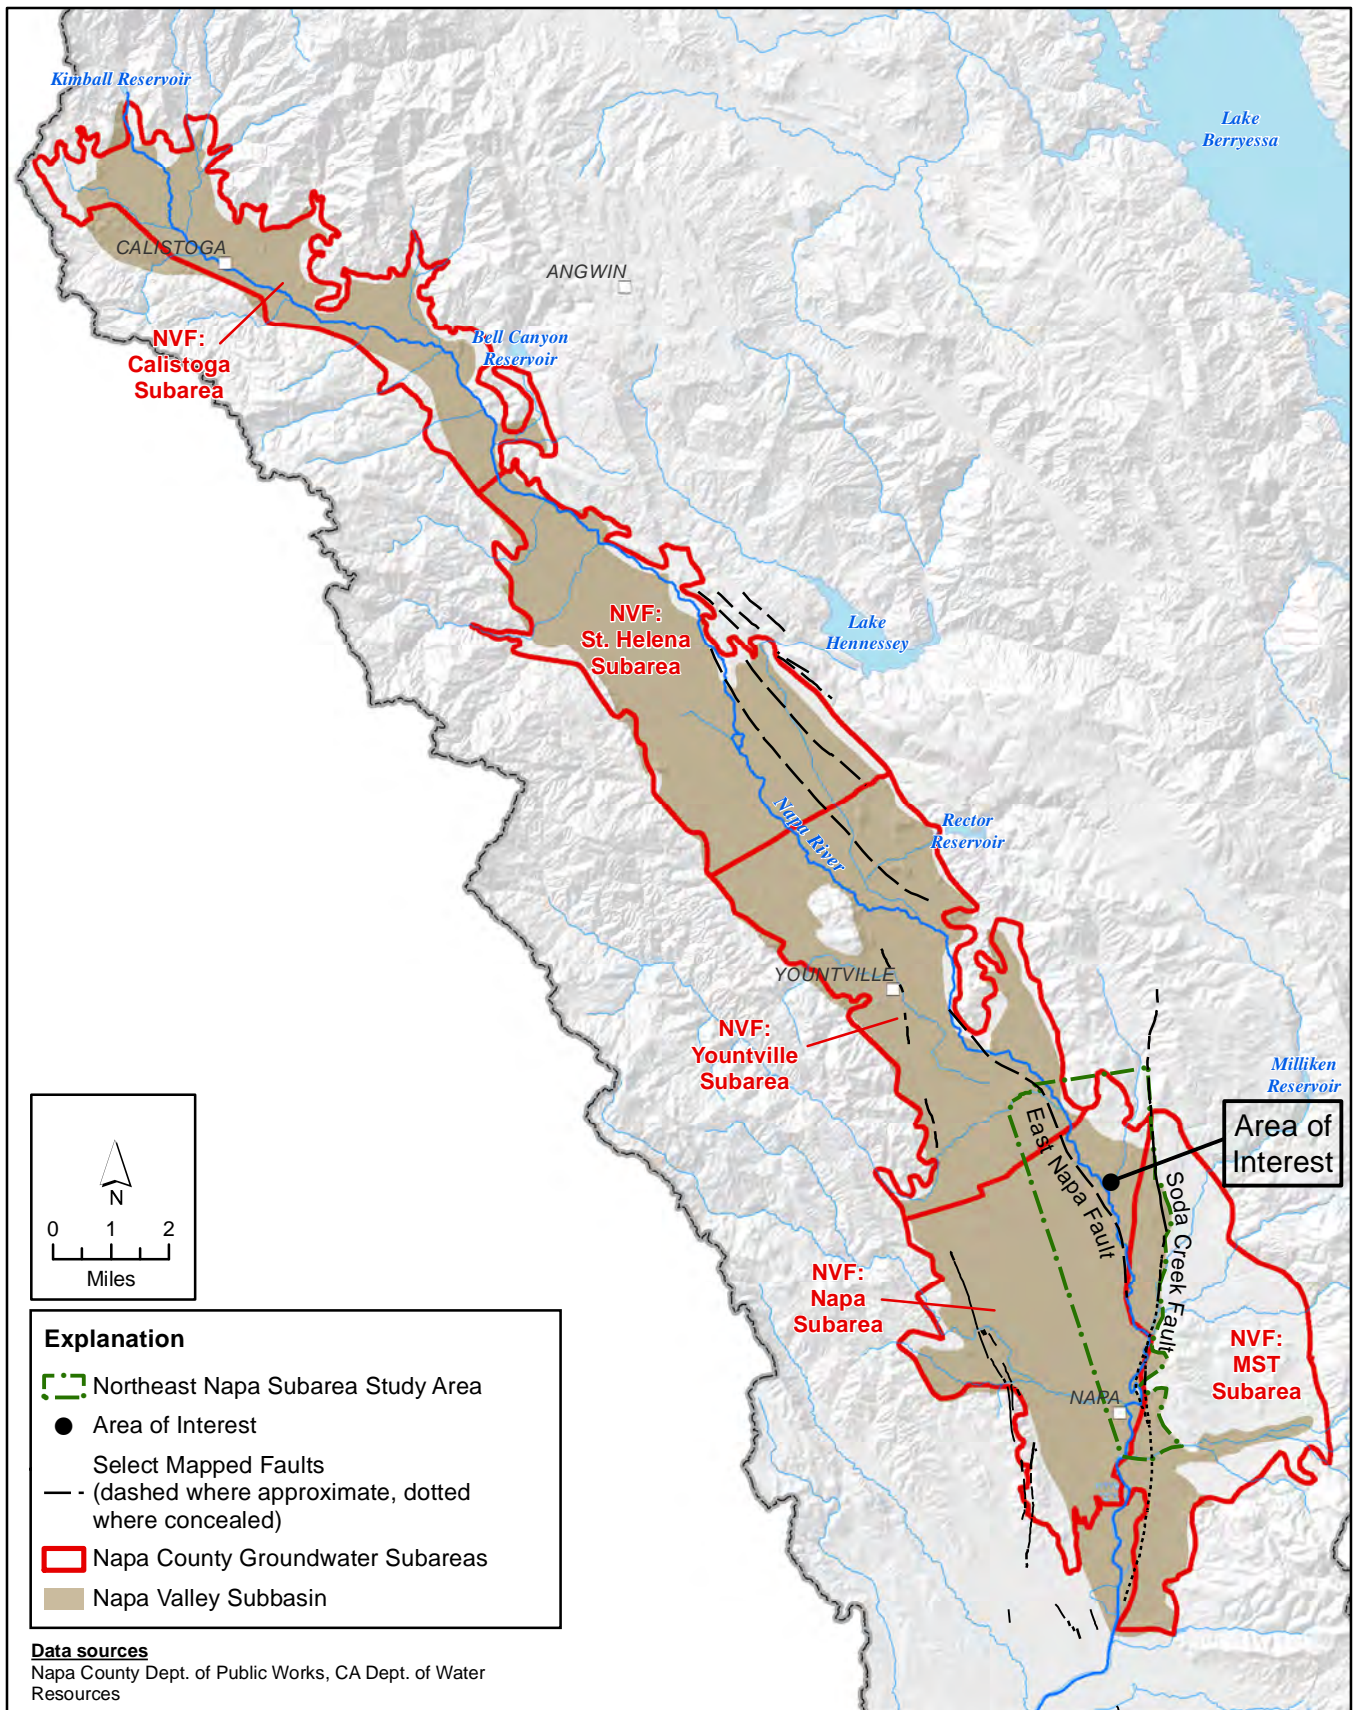 Kimball Reservoir
Lake
Berryessa
CALISTOGA
ANGWIN
NVF:
Calistoga
Subarea
Bell Canyon
Reservoir
NVF:
St. Helena
Subarea
Lake
Hennessey
Napa River
Rector
Reservoir
YOUNTVILLE
NVF:
Yountville
Subarea
Milliken
Reservoir
Area of
Interest
East Napa Fault
Soda Creek Fault
NVF:
Napa
Subarea
NVF:
MST
Subarea
NAPA
N
0 1 2
Miles
Explanation
Northeast Napa Subarea Study Area
Area of Interest
Select Mapped Faults
(dashed where approximate, dotted
where concealed)
Napa County Groundwater Subareas
Napa Valley Subbasin
Data sources
Napa County Dept. of Public Works, CA Dept. of Water
Resources